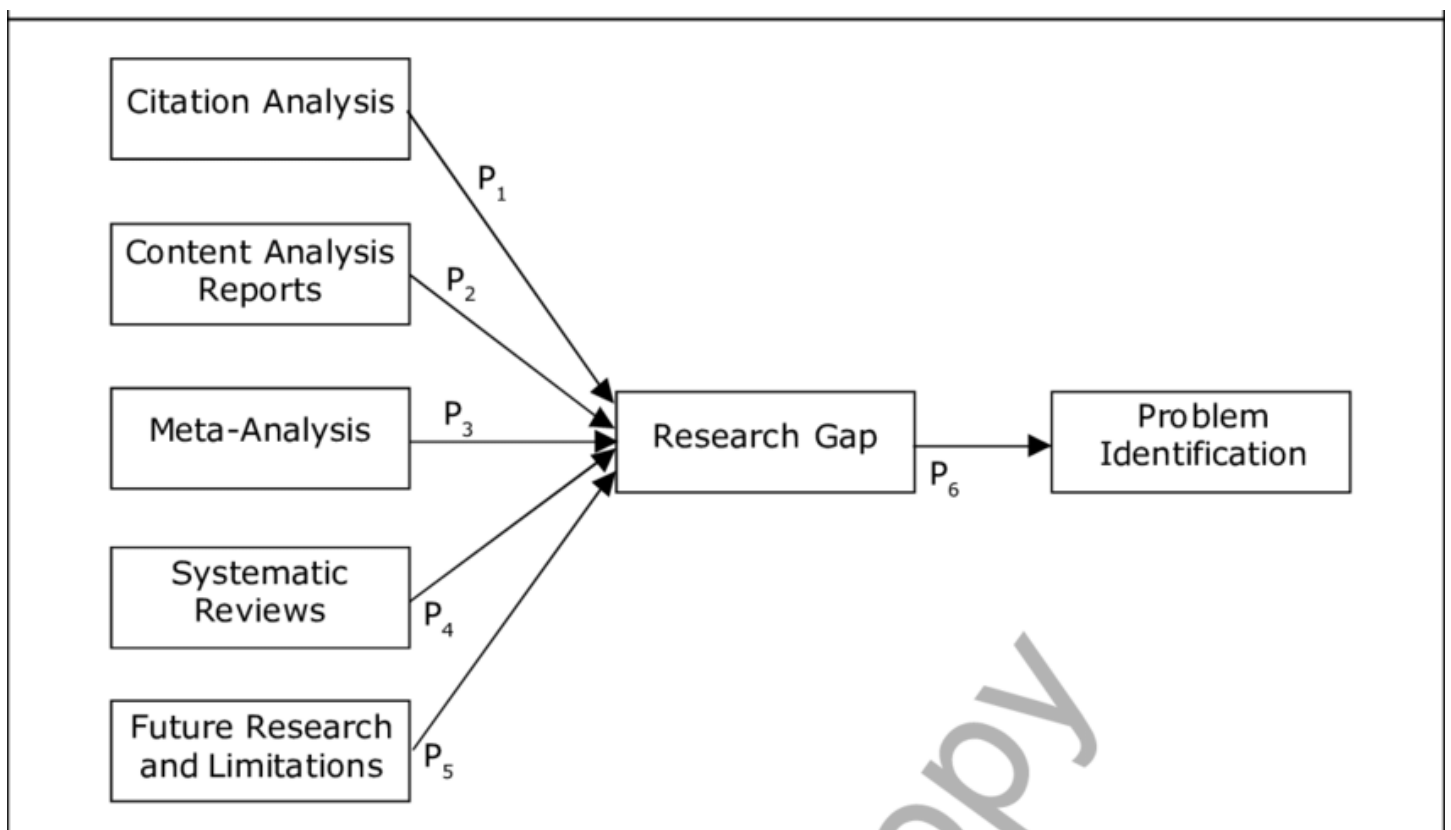 Citation Analysis
P1
Content Analysis
Reports
P2
Meta-Analysis
P3
Research Gap
Problem
Identification
P6
Systematic
Reviews
P4
Future Research
and Limitations
P5